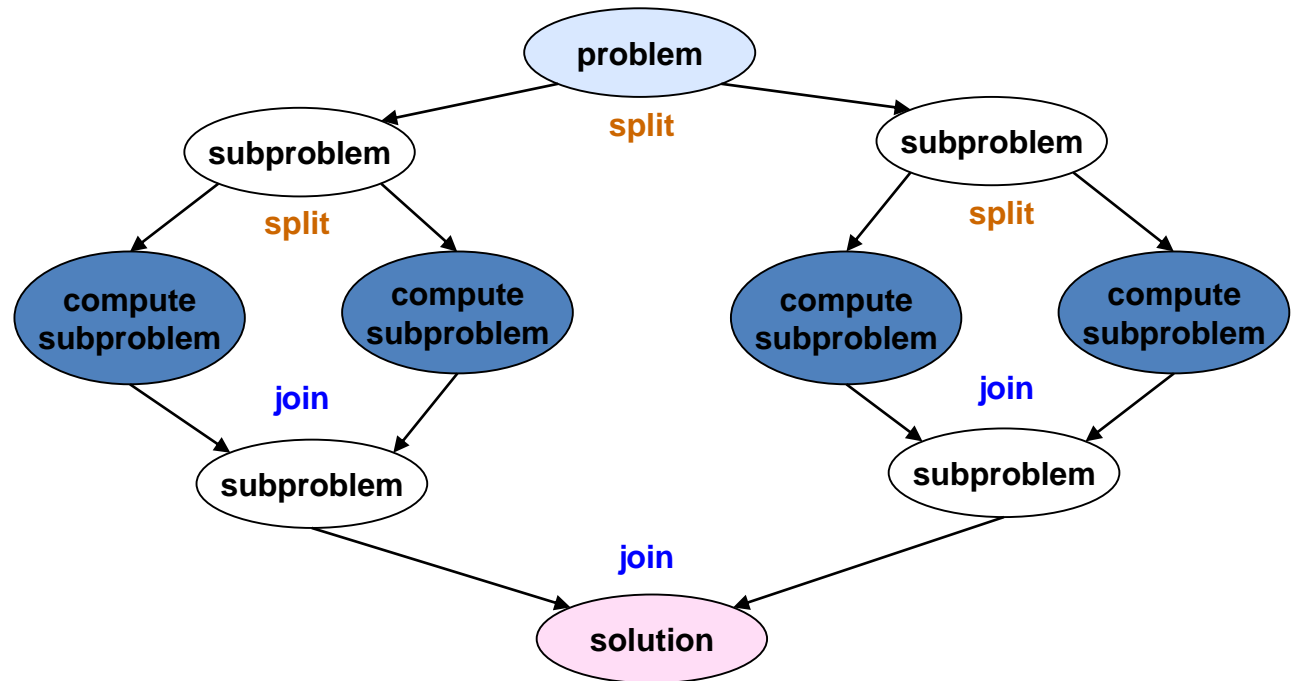 problem
split
subproblem
subproblem
split
split
compute
subproblem
compute
subproblem
compute
subproblem
compute
subproblem
join
join
subproblem
subproblem
join
solution